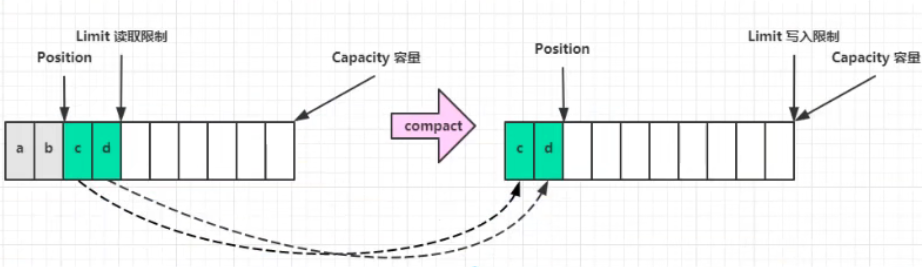 Limit 读取限制
Position
Capacity 容量
a b c d
compact
Limit 写入限制
Position
Capacity 容量
c d